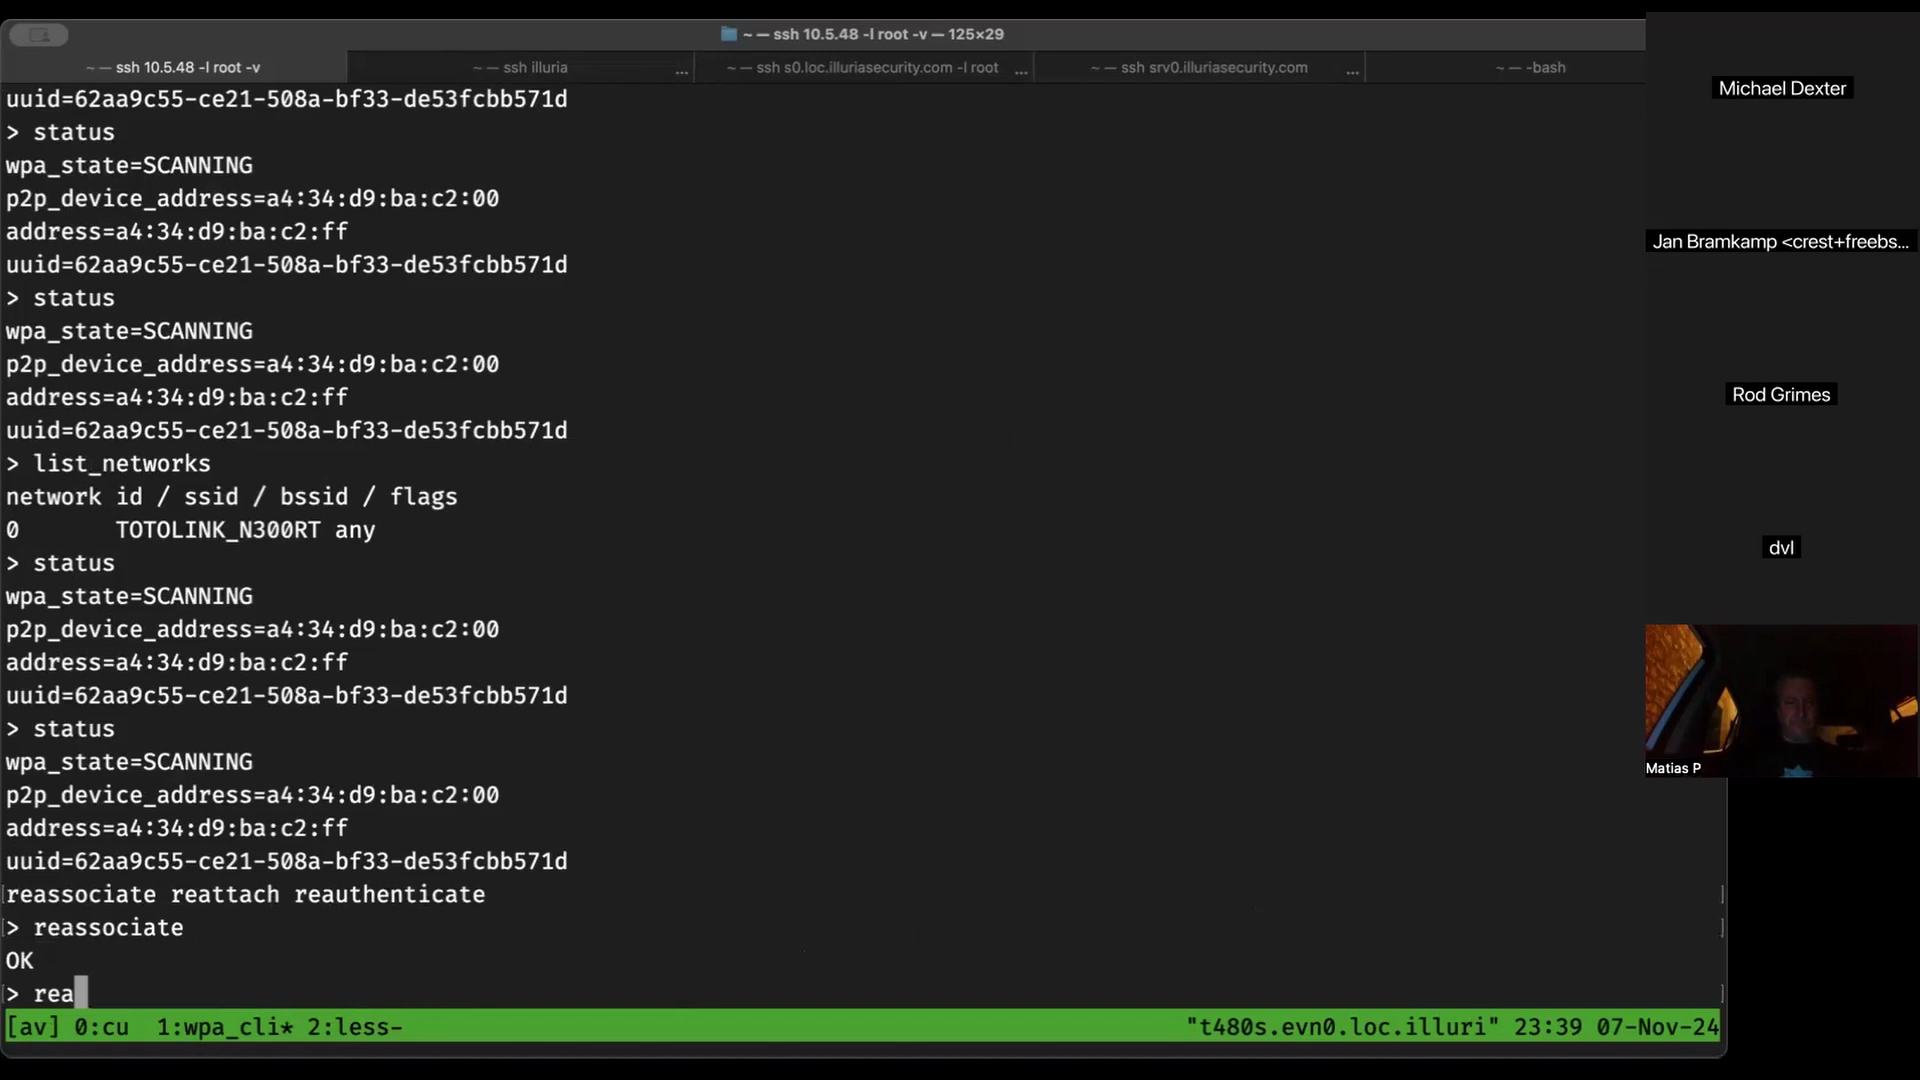 ~ — ssh 10.5.48 -l root -v — 125×29
~ — ssh 10.5.48 -l root -v
~ — ssh illuria ...
~ — ssh s0.loc.illuriasecurity.com -l root ...
~ — ssh srv0.illuriasecurity.com ...
~ — -bash
uuid=62aa9c55-ce21-508a-bf33-de53fcbb571d
> status
wpa_state=SCANNING
p2p_device_address=a4:34:d9:ba:c2:00
address=a4:34:d9:ba:c2:ff
uuid=62aa9c55-ce21-508a-bf33-de53fcbb571d
> status
wpa_state=SCANNING
p2p_device_address=a4:34:d9:ba:c2:00
address=a4:34:d9:ba:c2:ff
uuid=62aa9c55-ce21-508a-bf33-de53fcbb571d
> list_networks
network id / ssid / bssid / flags
0       TOTOLINK_N300RT any
> status
wpa_state=SCANNING
p2p_device_address=a4:34:d9:ba:c2:00
address=a4:34:d9:ba:c2:ff
uuid=62aa9c55-ce21-508a-bf33-de53fcbb571d
> status
wpa_state=SCANNING
p2p_device_address=a4:34:d9:ba:c2:00
address=a4:34:d9:ba:c2:ff
uuid=62aa9c55-ce21-508a-bf33-de53fcbb571d
reassociate reattach reauthenticate
> reassociate
OK
> rea
[av] 0:cu  1:wpa_cli* 2:less- "t480s.evn0.loc.illuri" 23:39 07-Nov-24
Michael Dexter
Jan Bramkamp <crest+freebs...
Rod Grimes
dvl
Matias P